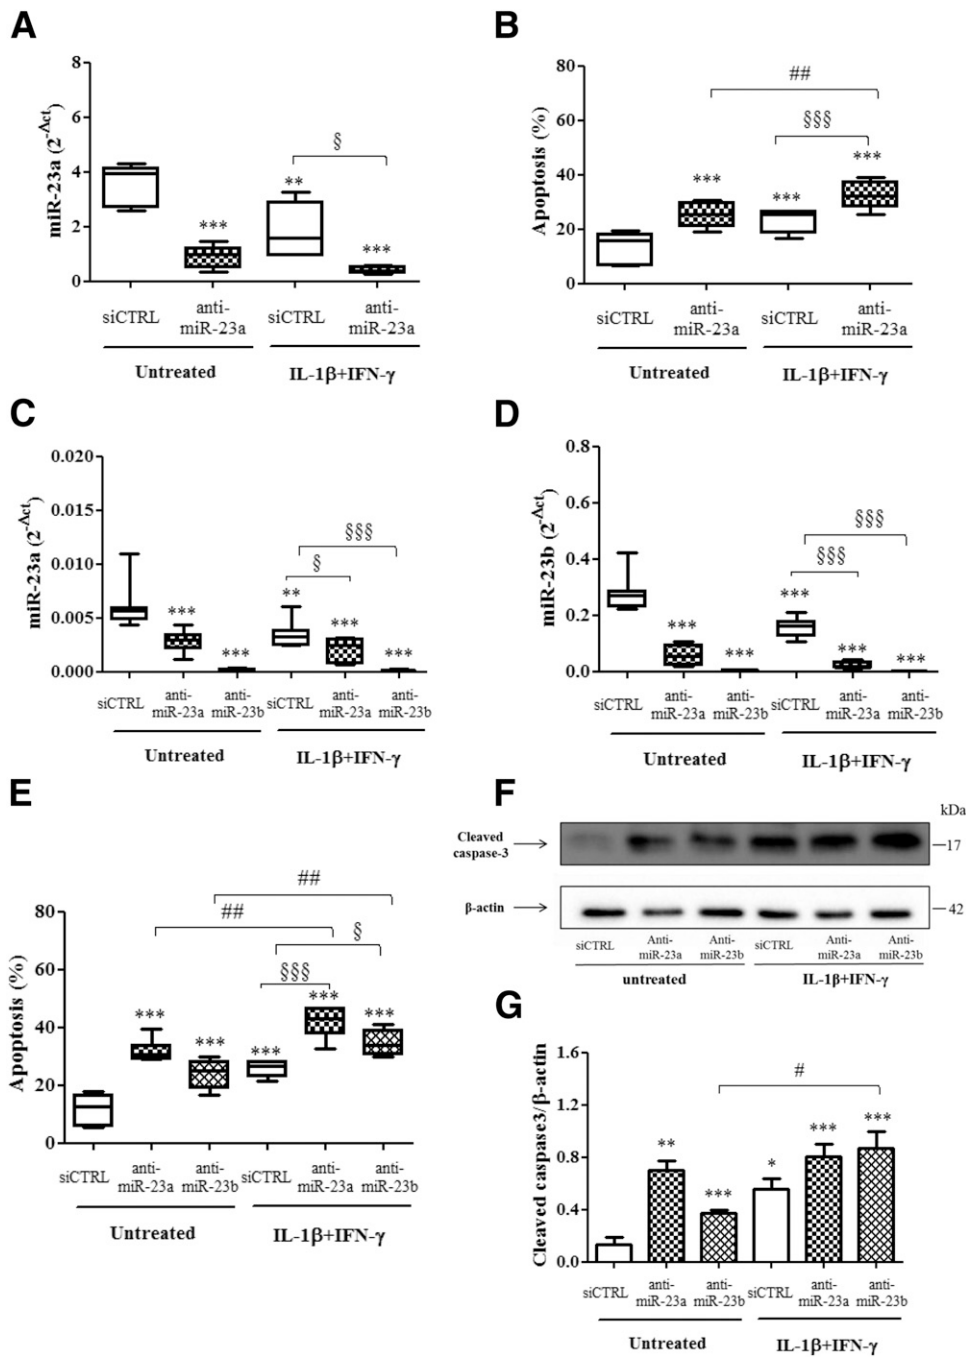 A
miR-23a (2^-Δct)
8
6
4
2
0
***
**
§
***
siCTRL
anti-
miR-23a
siCTRL
anti-
miR-23a
Untreated
IL-1β+IFN-γ
B
Apoptosis (%)
80
60
40
20
0
##
§§§
***
***
***
siCTRL
anti-
miR-23a
siCTRL
anti-
miR-23a
Untreated
IL-1β+IFN-γ
C
miR-23a (2^-Δct)
0.020
0.015
0.010
0.005
0.000
§§§
§
***
***
**
***
***
siCTRL
anti-
miR-23a
anti-
miR-23b
siCTRL
anti-
miR-23a
anti-
miR-23b
Untreated
IL-1β+IFN-γ
D
miR-23b (2^-Δct)
0.8
0.6
0.4
0.2
0.0
§§§
§§§
***
***
***
***
***
siCTRL
anti-
miR-23a
anti-
miR-23b
siCTRL
anti-
miR-23a
anti-
miR-23b
Untreated
IL-1β+IFN-γ
E
Apoptosis (%)
80
60
40
20
0
##
##
§
§§§
***
***
***
***
***
siCTRL
anti-
miR-23a
anti-
miR-23b
siCTRL
anti-
miR-23a
anti-
miR-23b
Untreated
IL-1β+IFN-γ
F
kDa
Cleaved
caspase-3
17
β-actin
42
siCTRL
Anti-
miR-23a
Anti-
miR-23b
siCTRL
Anti-
miR-23a
Anti-
miR-23b
untreated
IL-1β+IFN-γ
G
Cleaved caspase3/β-actin
1.6
1.2
0.8
0.4
0.0
#
**
***
*
***
***
siCTRL
anti-
miR-23a
anti-
miR-23b
siCTRL
anti-
miR-23a
anti-
miR-23b
Untreated
IL-1β+IFN-γ